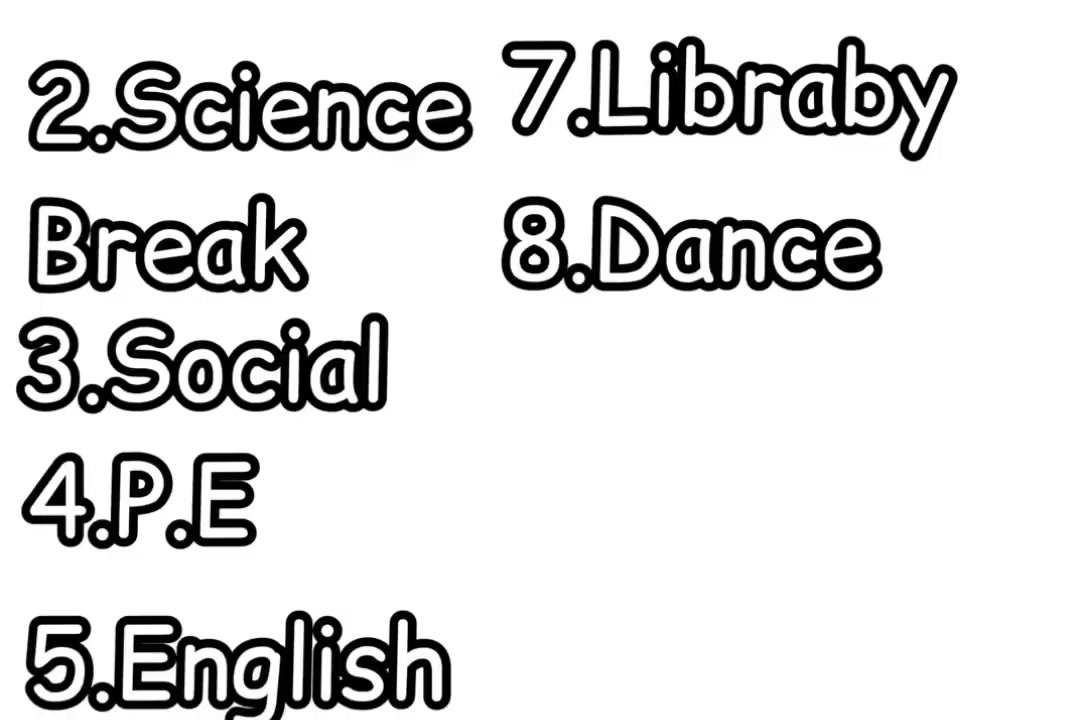 2.Science
Break
3.Social
4.P.E
5.English
7.Libraby
8.Dance